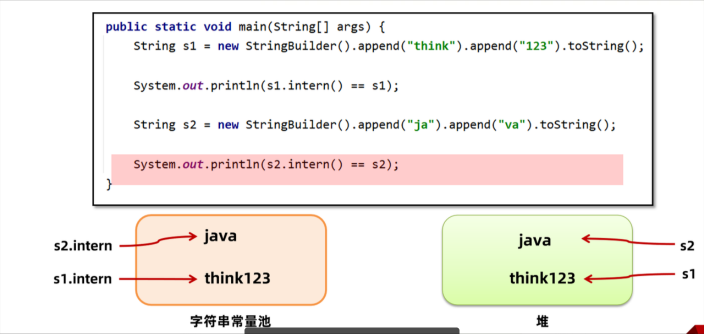 public static void main(String[] args) {
String s1 = new StringBuilder().append("think").append("123").toString();
System.out.println(s1.intern() == s1);
String s2 = new StringBuilder().append("ja").append("va").toString();
System.out.println(s2.intern() == s2);
}
s2.intern
java
s1.intern
think123
字符串常量池
java
s2
think123
s1
堆